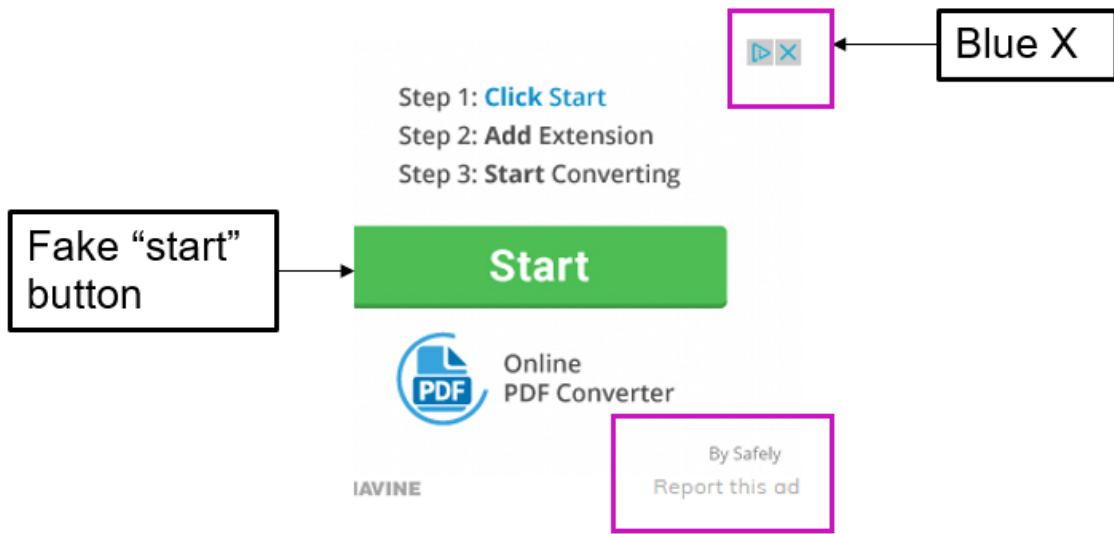 Blue X
Step 1: Click Start
Step 2: Add Extension
Step 3: Start Converting
Fake “start”
button
Start
PDF
Online
PDF Converter
By Safely
Report this ad